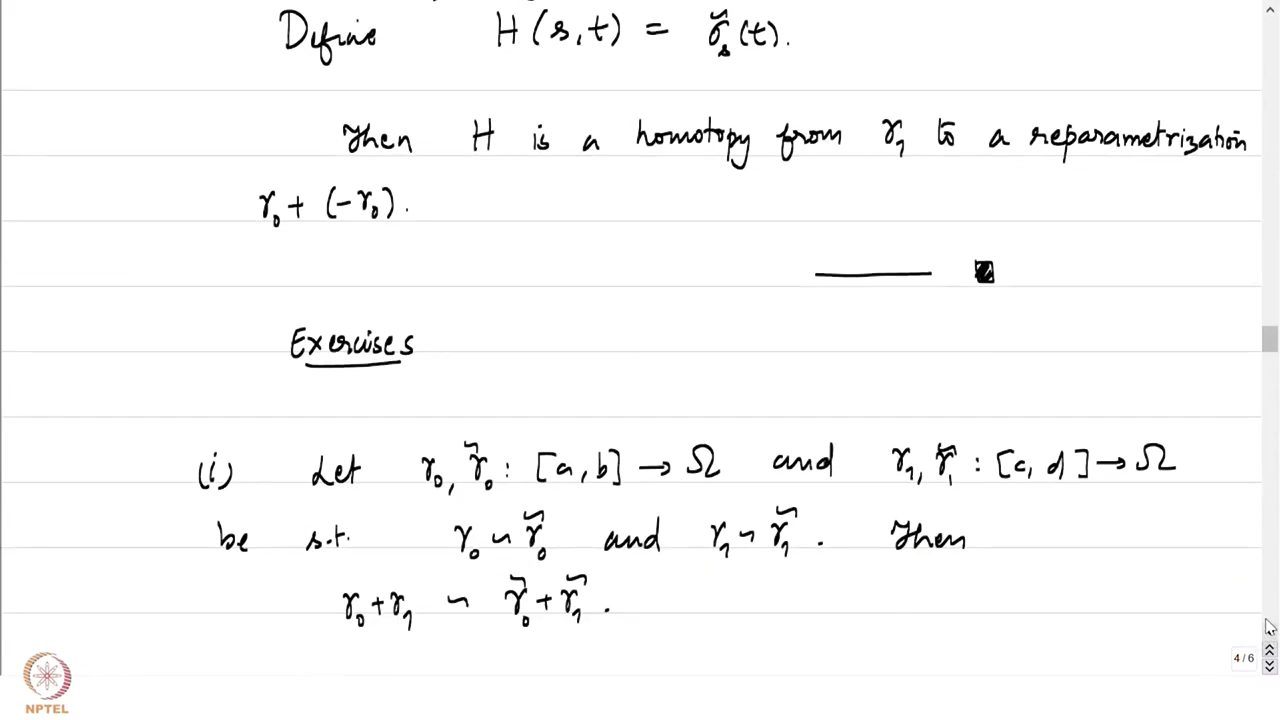 Define H(s,t) = γ̃ₛ(t).
Then H is a homotopy from γ₁ to a reparametrization
γ₀ + (-γ₀).
Exercises
(i) Let γ₀, γ̃₀ : [a, b] → Ω and γ₁, γ̃₁ : [c, d] → Ω
be s.t. γ₀ ~ γ̃₀ and γ₁ ~ γ̃₁. Then
γ₀ + γ₁ ~ γ̃₀ + γ̃₁.
4 / 6
NPTEL